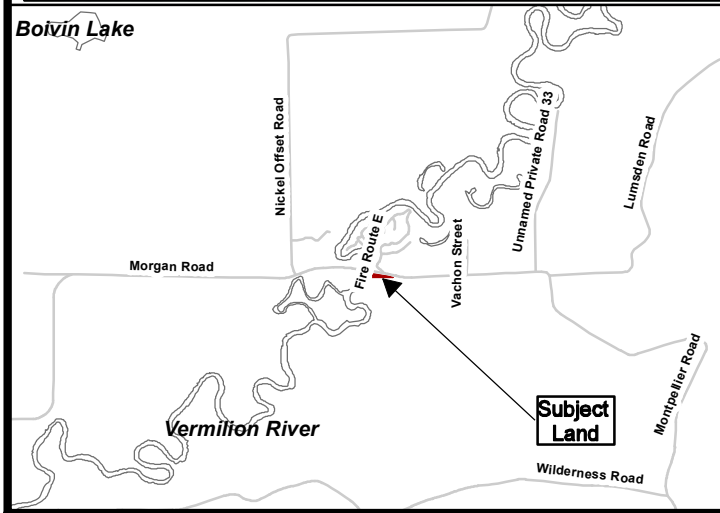 Boivin Lake
Nickel Offset Road
Unnamed Private Road 33
Lumsden Road
Fire Route E
Vachon Street
Morgan Road
Montpellier Road
Subject
Land
Vermilion River
Wilderness Road